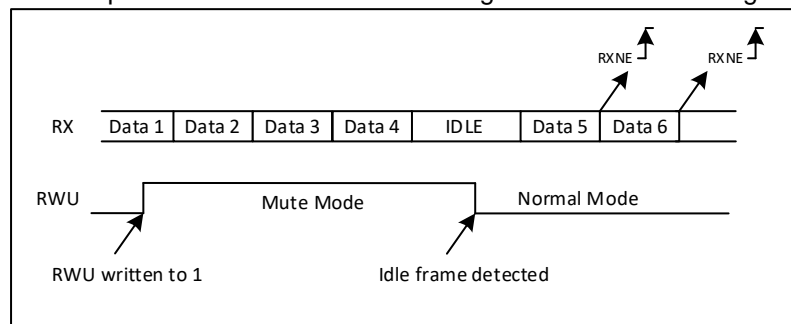 RXNE RXNE
RX Data 1 Data 2 Data 3 Data 4 IDLE Data 5 Data 6
RWU Mute Mode Normal Mode
RWU written to 1 Idle frame detected